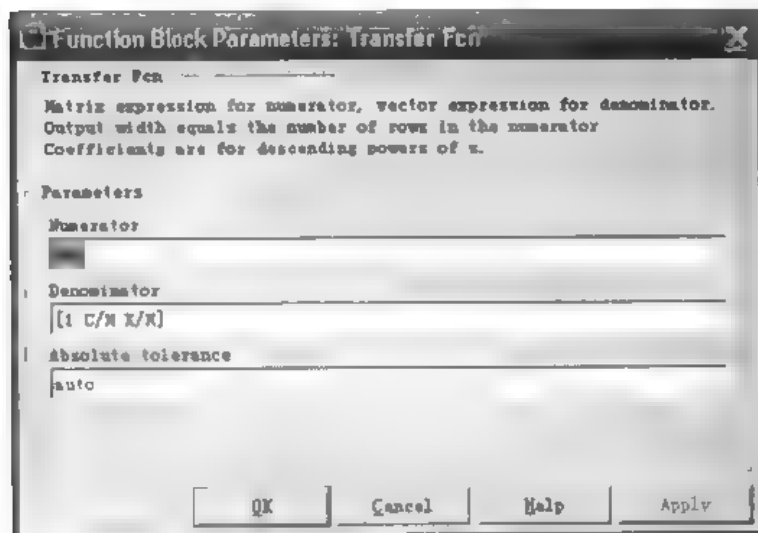 Function Block Parameters: Transfer Fcn
Transfer Fcn
Matrix expression for numerator, vector expression for denominator.
Output width equals the number of rows in the numerator
Coefficients are for descending powers of s.
Parameters
Numerator
Denominator
[1 C/M K/M]
Absolute tolerance
auto
OK
Cancel
Help
Apply